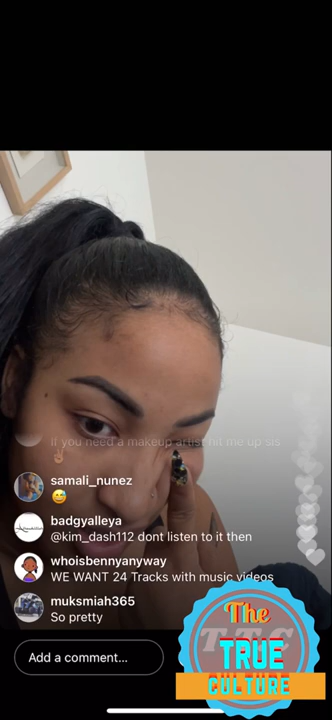 If you need a makeup artist hit me up sis
✌🏽
samali_nunez
😅
badgyalleya
@kim_dash112 dont listen to it then
whoisbennyanyway
WE WANT 24 Tracks with music videos
muksmiah365
So pretty
Add a comment...
The
TTC
TRUE
CULTURE